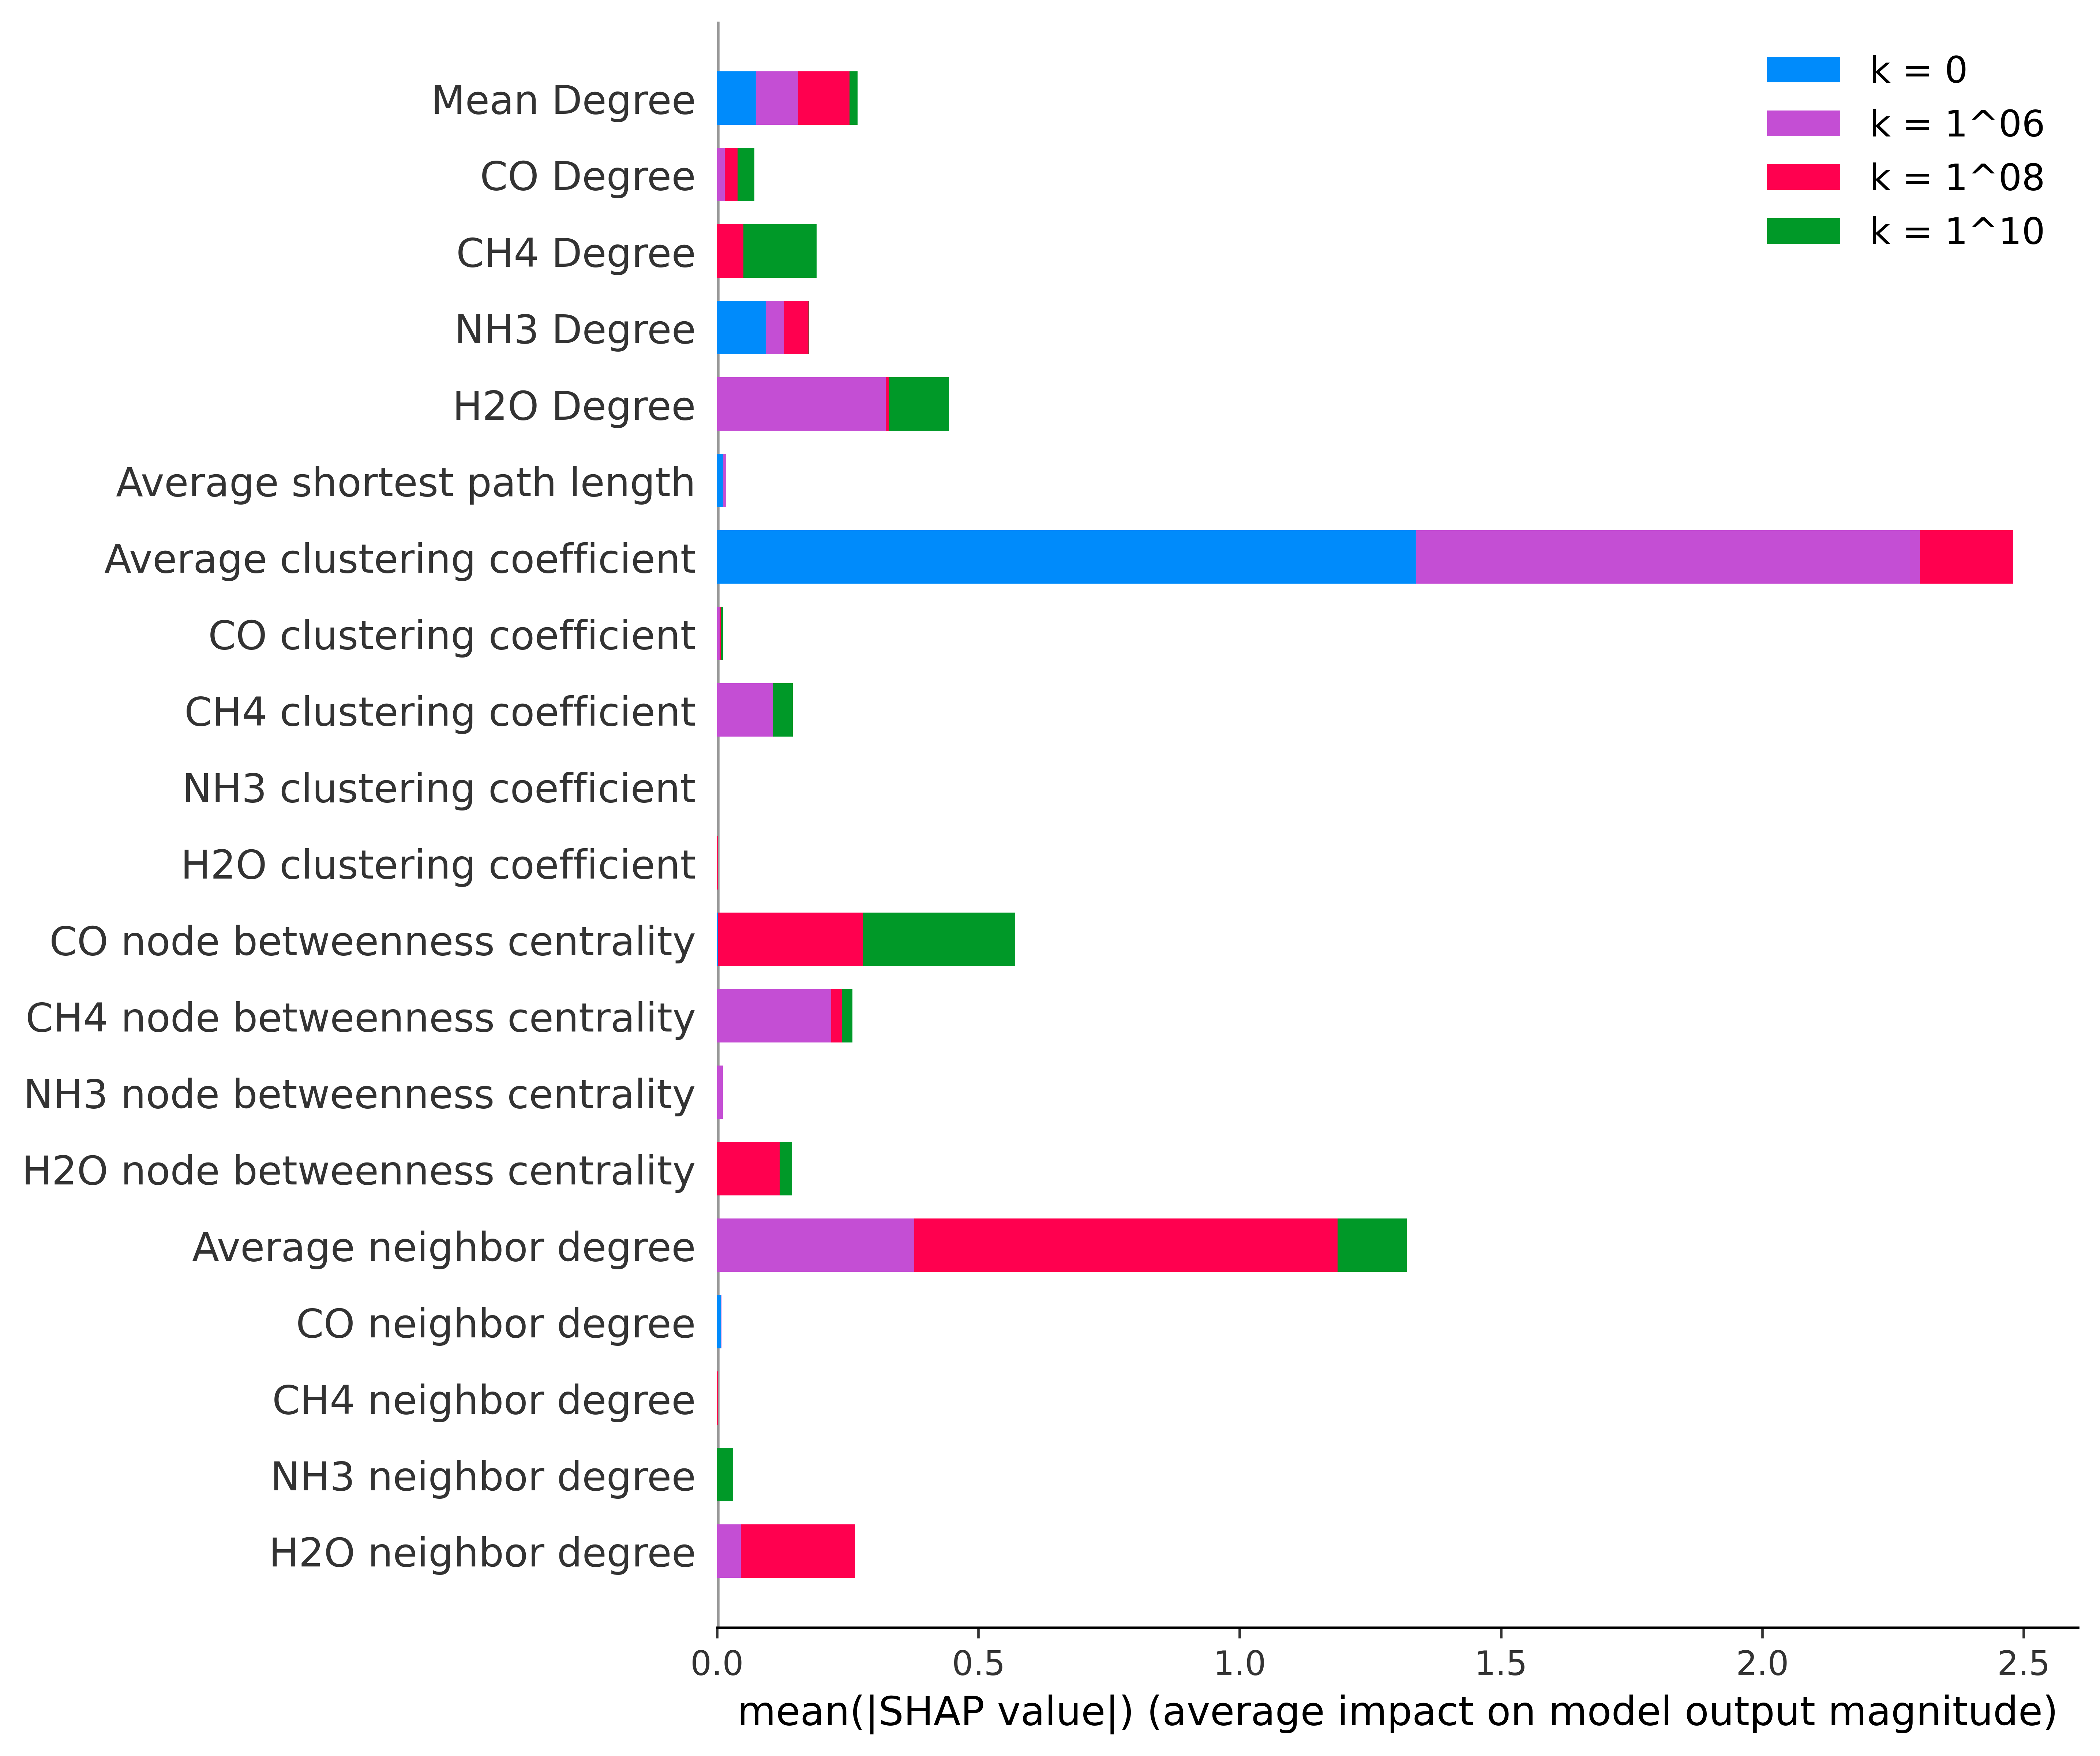 k = 0
k = 1^06
k = 1^08
k = 1^10
Mean Degree
CO Degree
CH4 Degree
NH3 Degree
H2O Degree
Average shortest path length
Average clustering coefficient
CO clustering coefficient
CH4 clustering coefficient
NH3 clustering coefficient
H2O clustering coefficient
CO node betweenness centrality
CH4 node betweenness centrality
NH3 node betweenness centrality
H2O node betweenness centrality
Average neighbor degree
CO neighbor degree
CH4 neighbor degree
NH3 neighbor degree
H2O neighbor degree
0.0 0.5 1.0 1.5 2.0 2.5
mean(|SHAP value|) (average impact on model output magnitude)